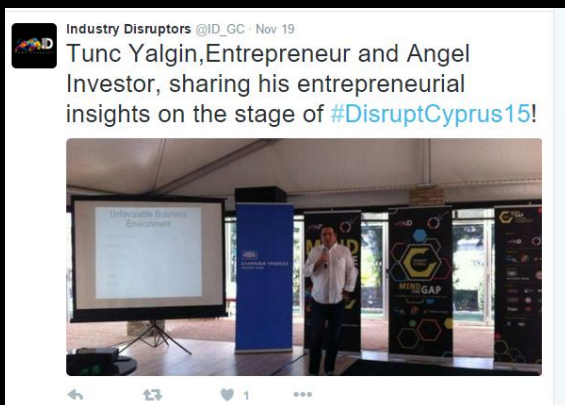 Industry Disruptors @ID_GC · Nov 19
Tunc Yalgin,Entrepreneur and Angel
Investor, sharing his entrepreneurial
insights on the stage of #DisruptCyprus15!
Unfavorable Business
Environment
MIND
THE GAP
1